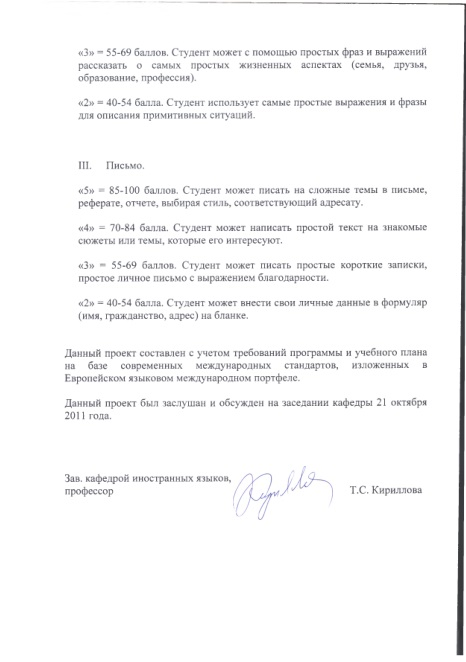 «3» = 55-69 баллов. Студент может с помощью простых фраз и выражений
рассказать о самых простых жизненных аспектах (семья, друзья,
образование, профессия).
«2» = 40-54 балла. Студент использует самые простые выражения и фразы
для описания примитивных ситуаций.
III. Письмо.
«5» = 85-100 баллов. Студент может писать на сложные темы в письме,
реферате, отчете, выбирая стиль, соответствующий адресату.
«4» = 70-84 балла. Студент может написать простой текст на знакомые
сюжеты или темы, которые его интересуют.
«3» = 55-69 баллов. Студент может писать простые короткие записки,
простое личное письмо с выражением благодарности.
«2» = 40-54 балла. Студент может внести свои личные данные в формуляр
(имя, гражданство, адрес) на бланке.
Данный проект составлен с учетом требований программы и учебного плана
на базе современных международных стандартов, изложенных в
Европейском языковом международном портфеле.
Данный проект был заслушан и обсужден на заседании кафедры 21 октября
2011 года.
Зав. кафедрой иностранных языков,
профессор Т.С. Кириллова